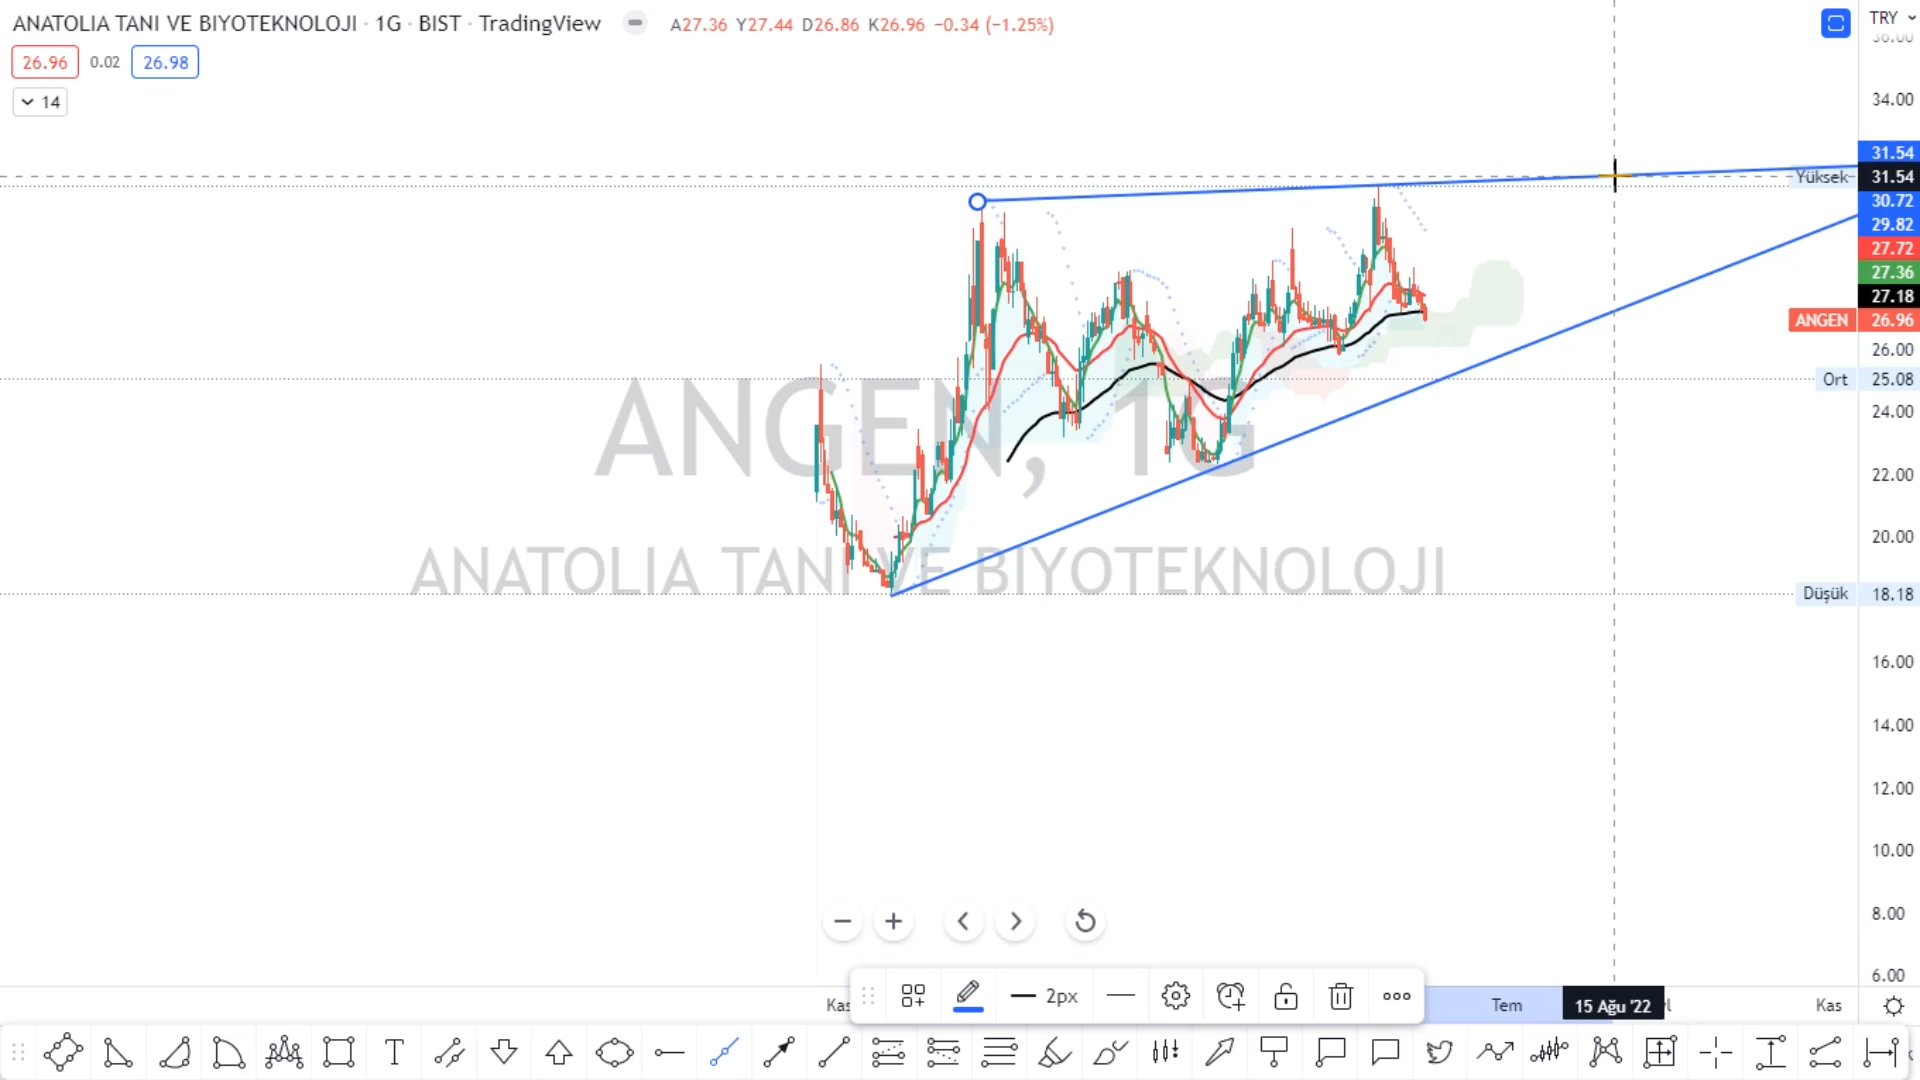 ANATOLIA TANI VE BIYOTEKNOLOJI · 1G · BIST · TradingView A27.36 Y27.44 D26.86 K26.96 −0.34 (−1.25%)
26.96 0.02 26.98
14
TRY
34.00
31.54
Yüksek 31.54
30.72
29.82
27.72
27.36
27.18
ANGEN 26.96
26.00
Ort 25.08
24.00
22.00
20.00
Düşük 18.18
16.00
14.00
12.00
10.00
8.00
6.00
ANGEN, 1G
ANATOLIA TANI VE BIYOTEKNOLOJI
2px
Kas Tem 15 Ağu '22 Kas
T